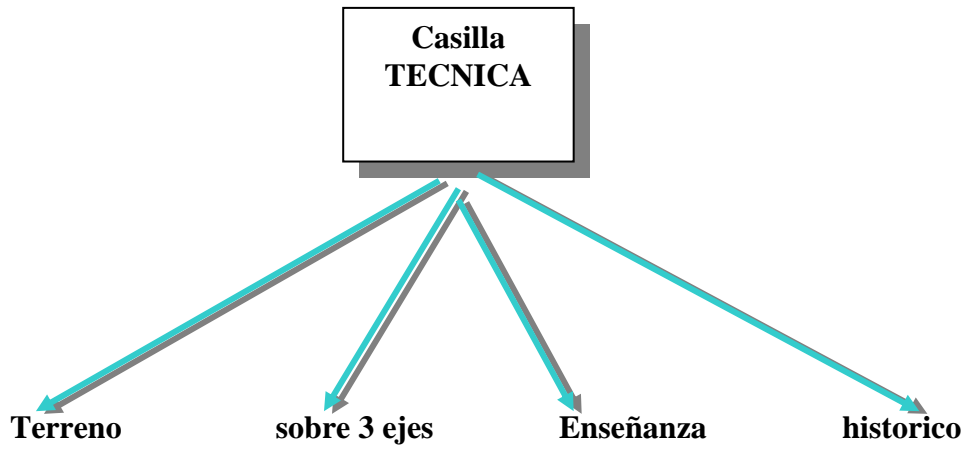 Casilla
TECNICA
Terreno
sobre 3 ejes
Enseñanza
historico